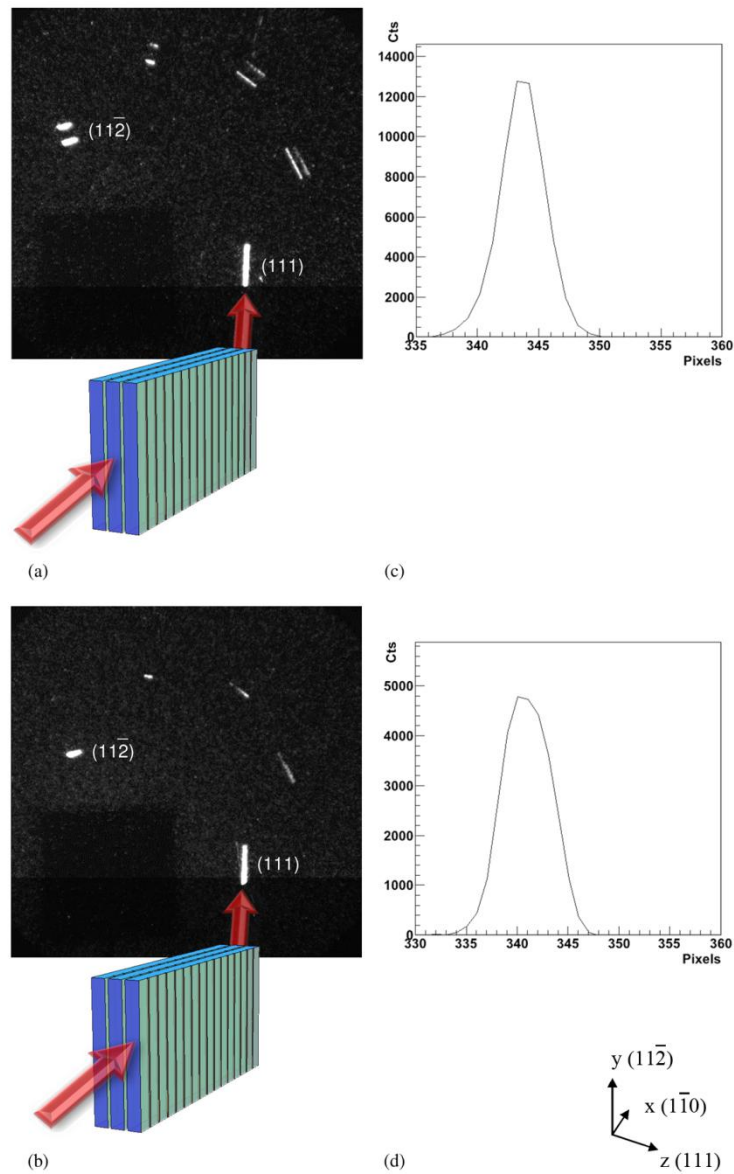 (112̅)
(111)
(a)
Cts
14000
12000
10000
8000
6000
4000
2000
0
335 340 345 350 355 360
Pixels
(c)
(112̅)
(111)
(b)
Cts
5000
4000
3000
2000
1000
0
330 335 340 345 350 355 360
Pixels
(d)
y (112̅)
x (11̅0)
z (111)